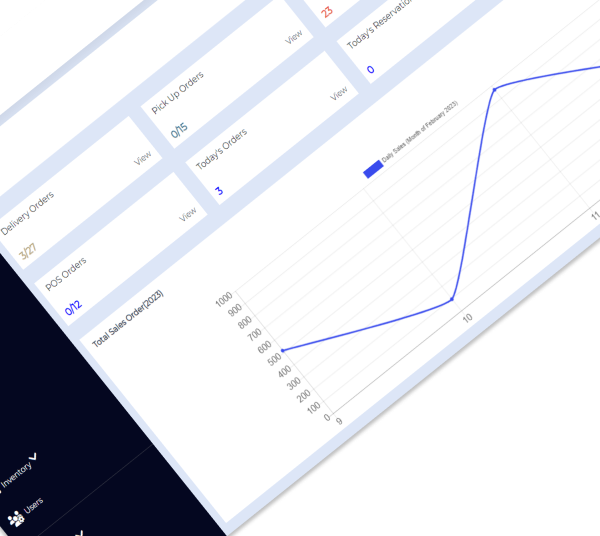 23
View
Today's Reservation
0
Pick Up Orders
0/15
View
Today's Orders
3
View
Delivery Orders
3/27
View
POS Orders
0/12
Total Sales Order(2023)
Daily Sales (Month of February 2023)
1000
900
800
700
600
500
400
300
200
100
0
9
10
11
Inventory
Users